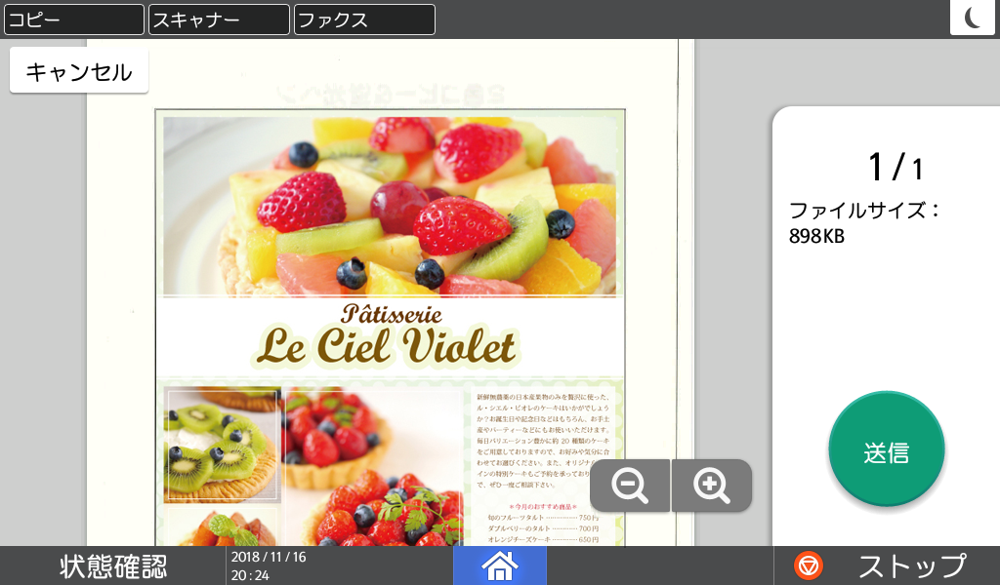 コピー
スキャナー
ファクス
キャンセル
1/1
ファイルサイズ：
898KB
Pâtisserie
Le Ciel Violet
新鮮無農薬の日本産果物のみを贅沢に使った、
ル・シエル・ビオレのケーキはいかがでしょう
か？お誕生日や記念日などはもちろん、お手土
産やパーティーなどにもお使いいただけます。
毎日バリエーション豊かに約 20 種類のケーキ
をご用意しておりますので、お好みや気分に合
わせてお選びください。また、オリジナ
インの特別ケーキもご予約を承ってお
で、ぜひ一度ご相談下さい。
＊今月のおすすめ商品＊
旬のフルーツタルト ……………… 750 円
ダブルベリーのタルト …………… 700 円
オレンジチーズケーキ …………… 650 円
送信
状態確認
2018/11/16
20:24
ストップ